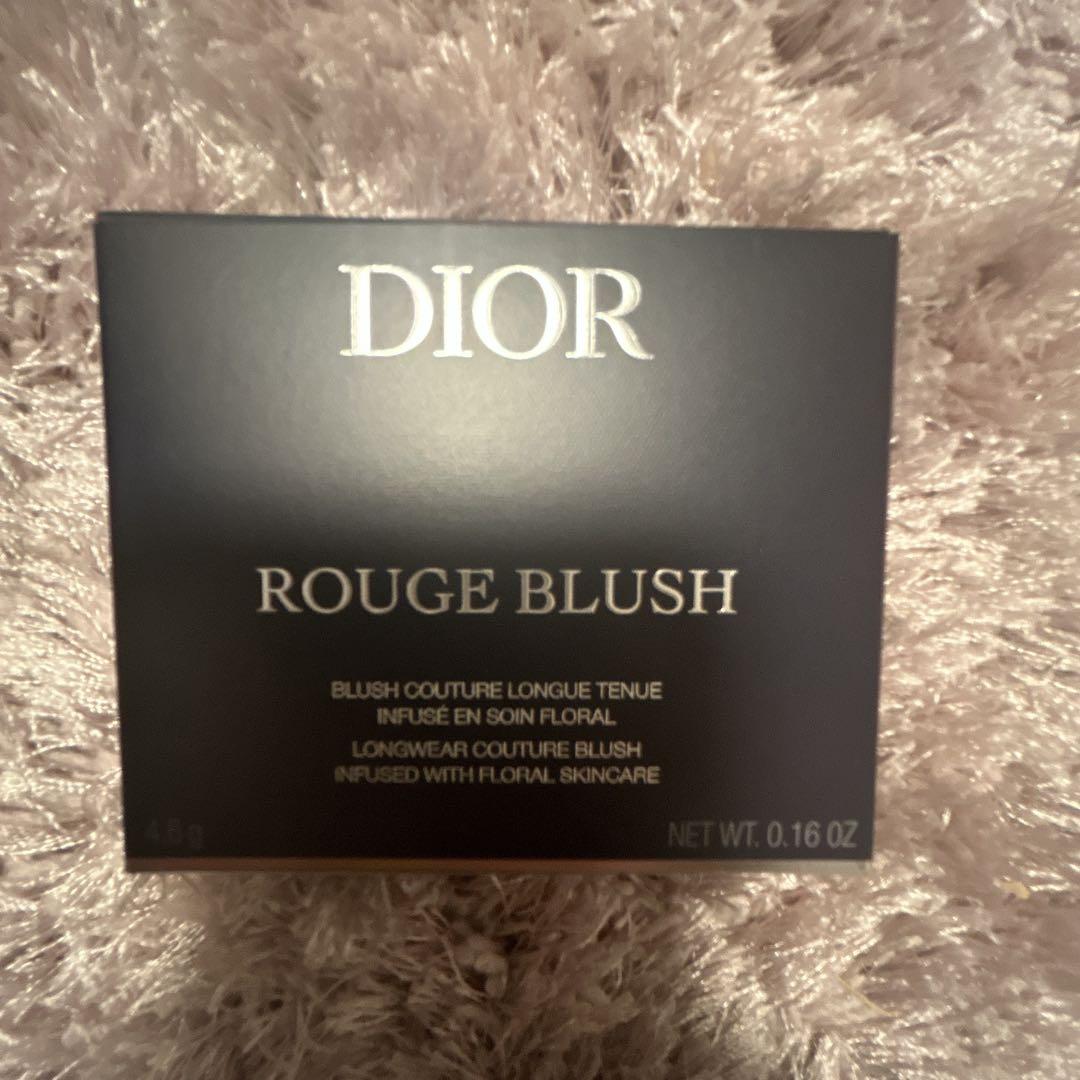 DIOR
ROUGE BLUSH
BLUSH COUTURE LONGUE TENUE
INFUSÉ EN SOIN FLORAL
LONGWEAR COUTURE BLUSH
INFUSED WITH FLORAL SKINCARE
NET WT. 0.16 OZ